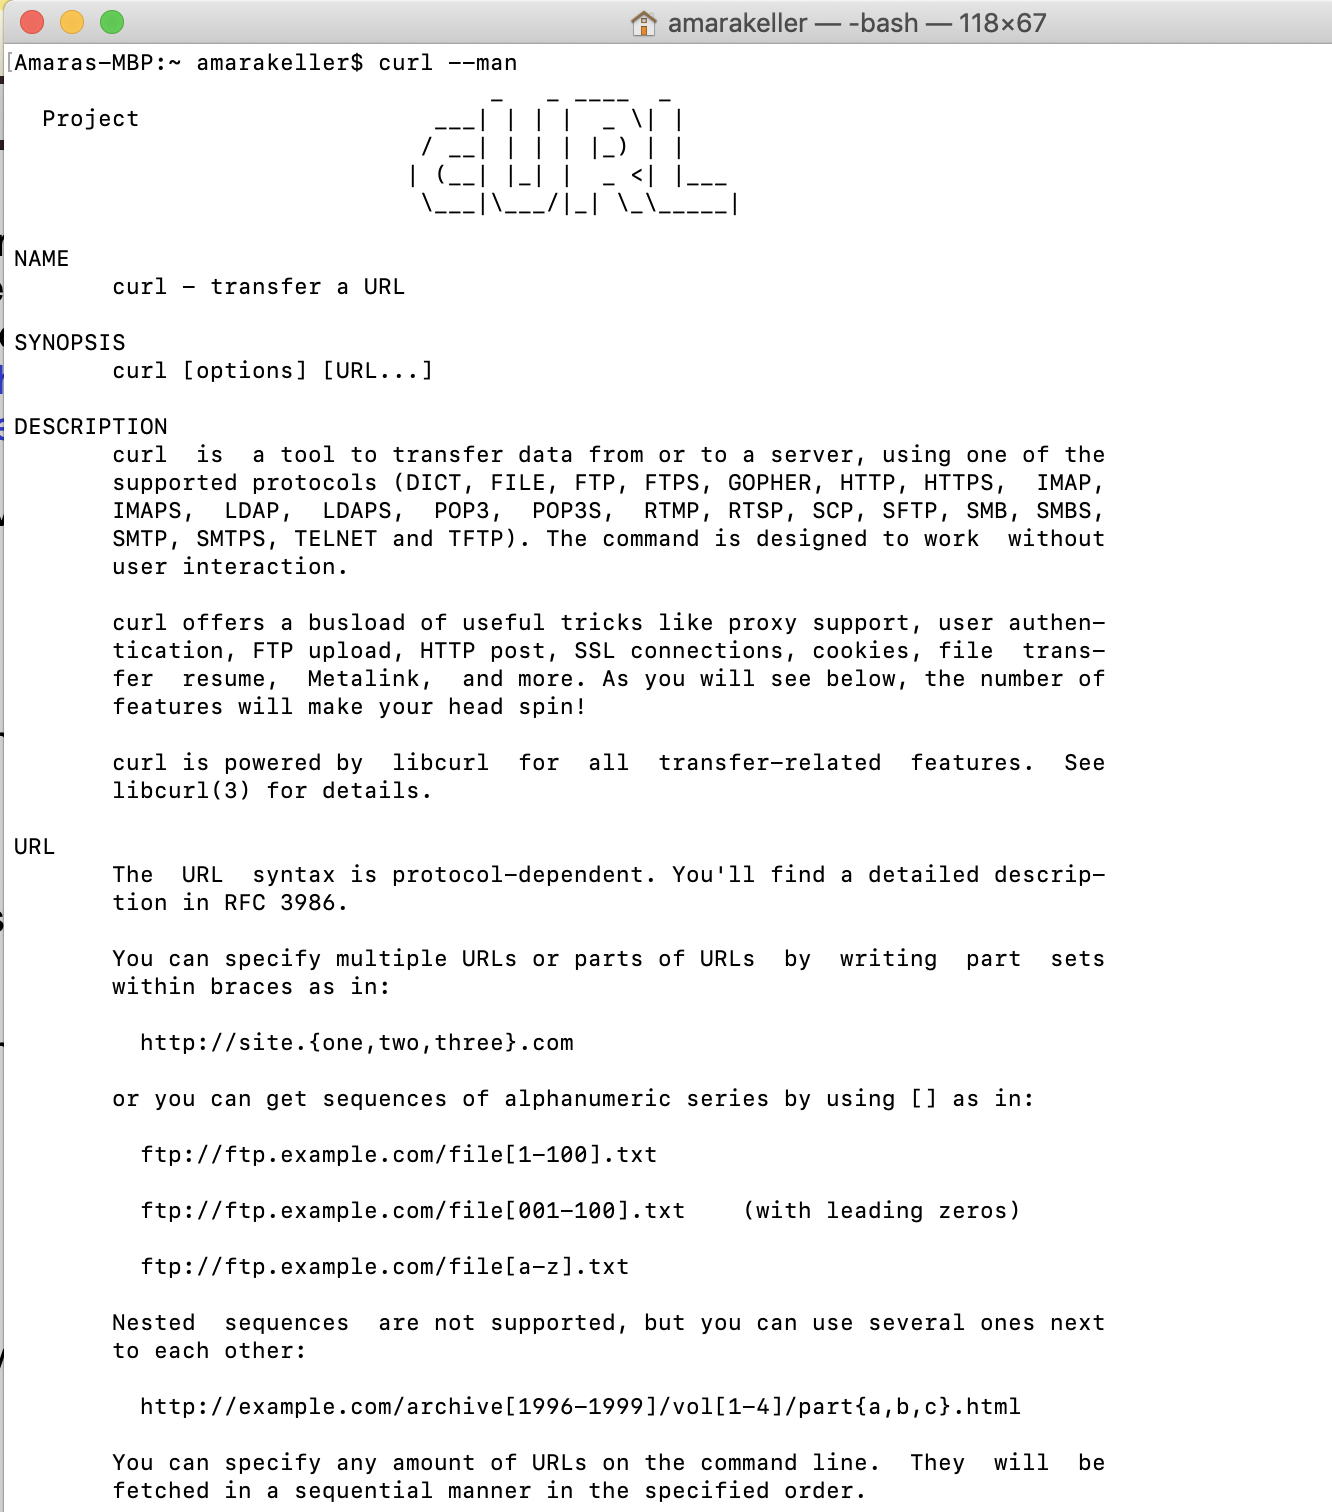 amarakeller — -bash — 118×67
[Amaras-MBP:~ amarakeller$ curl --man
                                  _   _ ____  _
  Project                     ___| | | |  _ \| |
                             / __| | | | |_) | |
                            | (__| |_| |  _ <| |___
                             \___|\___/|_| \_\_____|
NAME
       curl - transfer a URL
SYNOPSIS
       curl [options] [URL...]
DESCRIPTION
       curl  is  a tool to transfer data from or to a server, using one of the
       supported protocols (DICT, FILE, FTP, FTPS, GOPHER, HTTP, HTTPS,  IMAP,
       IMAPS,  LDAP,  LDAPS,  POP3,  POP3S,  RTMP, RTSP, SCP, SFTP, SMB, SMBS,
       SMTP, SMTPS, TELNET and TFTP). The command is designed to work  without
       user interaction.
       curl offers a busload of useful tricks like proxy support, user authen-
       tication, FTP upload, HTTP post, SSL connections, cookies, file  trans-
       fer  resume,  Metalink,  and more. As you will see below, the number of
       features will make your head spin!
       curl is powered by  libcurl  for  all  transfer-related  features.  See
       libcurl(3) for details.
URL
       The  URL  syntax is protocol-dependent. You'll find a detailed descrip-
       tion in RFC 3986.
       You can specify multiple URLs or parts of URLs  by  writing  part  sets
       within braces as in:
         http://site.{one,two,three}.com
       or you can get sequences of alphanumeric series by using [] as in:
         ftp://ftp.example.com/file[1-100].txt
         ftp://ftp.example.com/file[001-100].txt    (with leading zeros)
         ftp://ftp.example.com/file[a-z].txt
       Nested  sequences  are not supported, but you can use several ones next
       to each other:
         http://example.com/archive[1996-1999]/vol[1-4]/part{a,b,c}.html
       You can specify any amount of URLs on the command line.  They  will  be
       fetched in a sequential manner in the specified order.